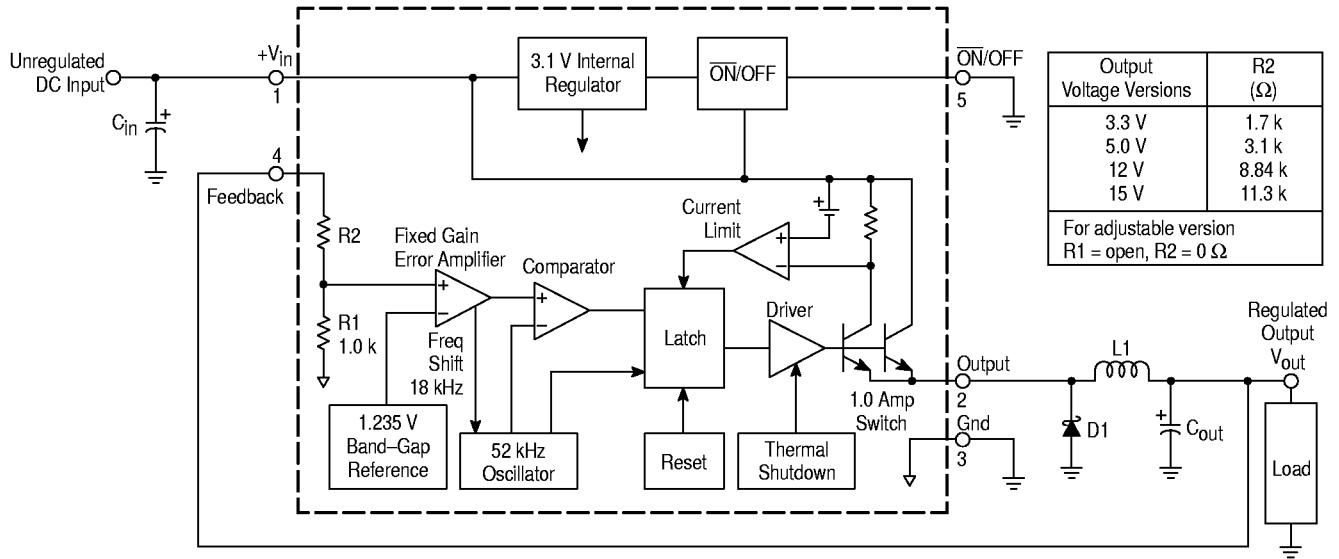 Unregulated
DC Input
+Vin
1
Cin
4
Feedback
3.1 V Internal
Regulator
ON/OFF
ON/OFF
5
Output
Voltage Versions
R2
(Ω)
3.3 V
1.7 k
5.0 V
3.1 k
12 V
8.84 k
15 V
11.3 k
For adjustable version
R1 = open, R2 = 0 Ω
R2
R1
1.0 k
Fixed Gain
Error Amplifier
+
−
Comparator
+
−
Current
Limit
+
−
+
Freq
Shift
18 kHz
Latch
Driver
1.0 Amp
Switch
1.235 V
Band–Gap
Reference
52 kHz
Oscillator
Reset
Thermal
Shutdown
Output
2
Gnd
3
D1
L1
+
Cout
Regulated
Output
Vout
Load
+